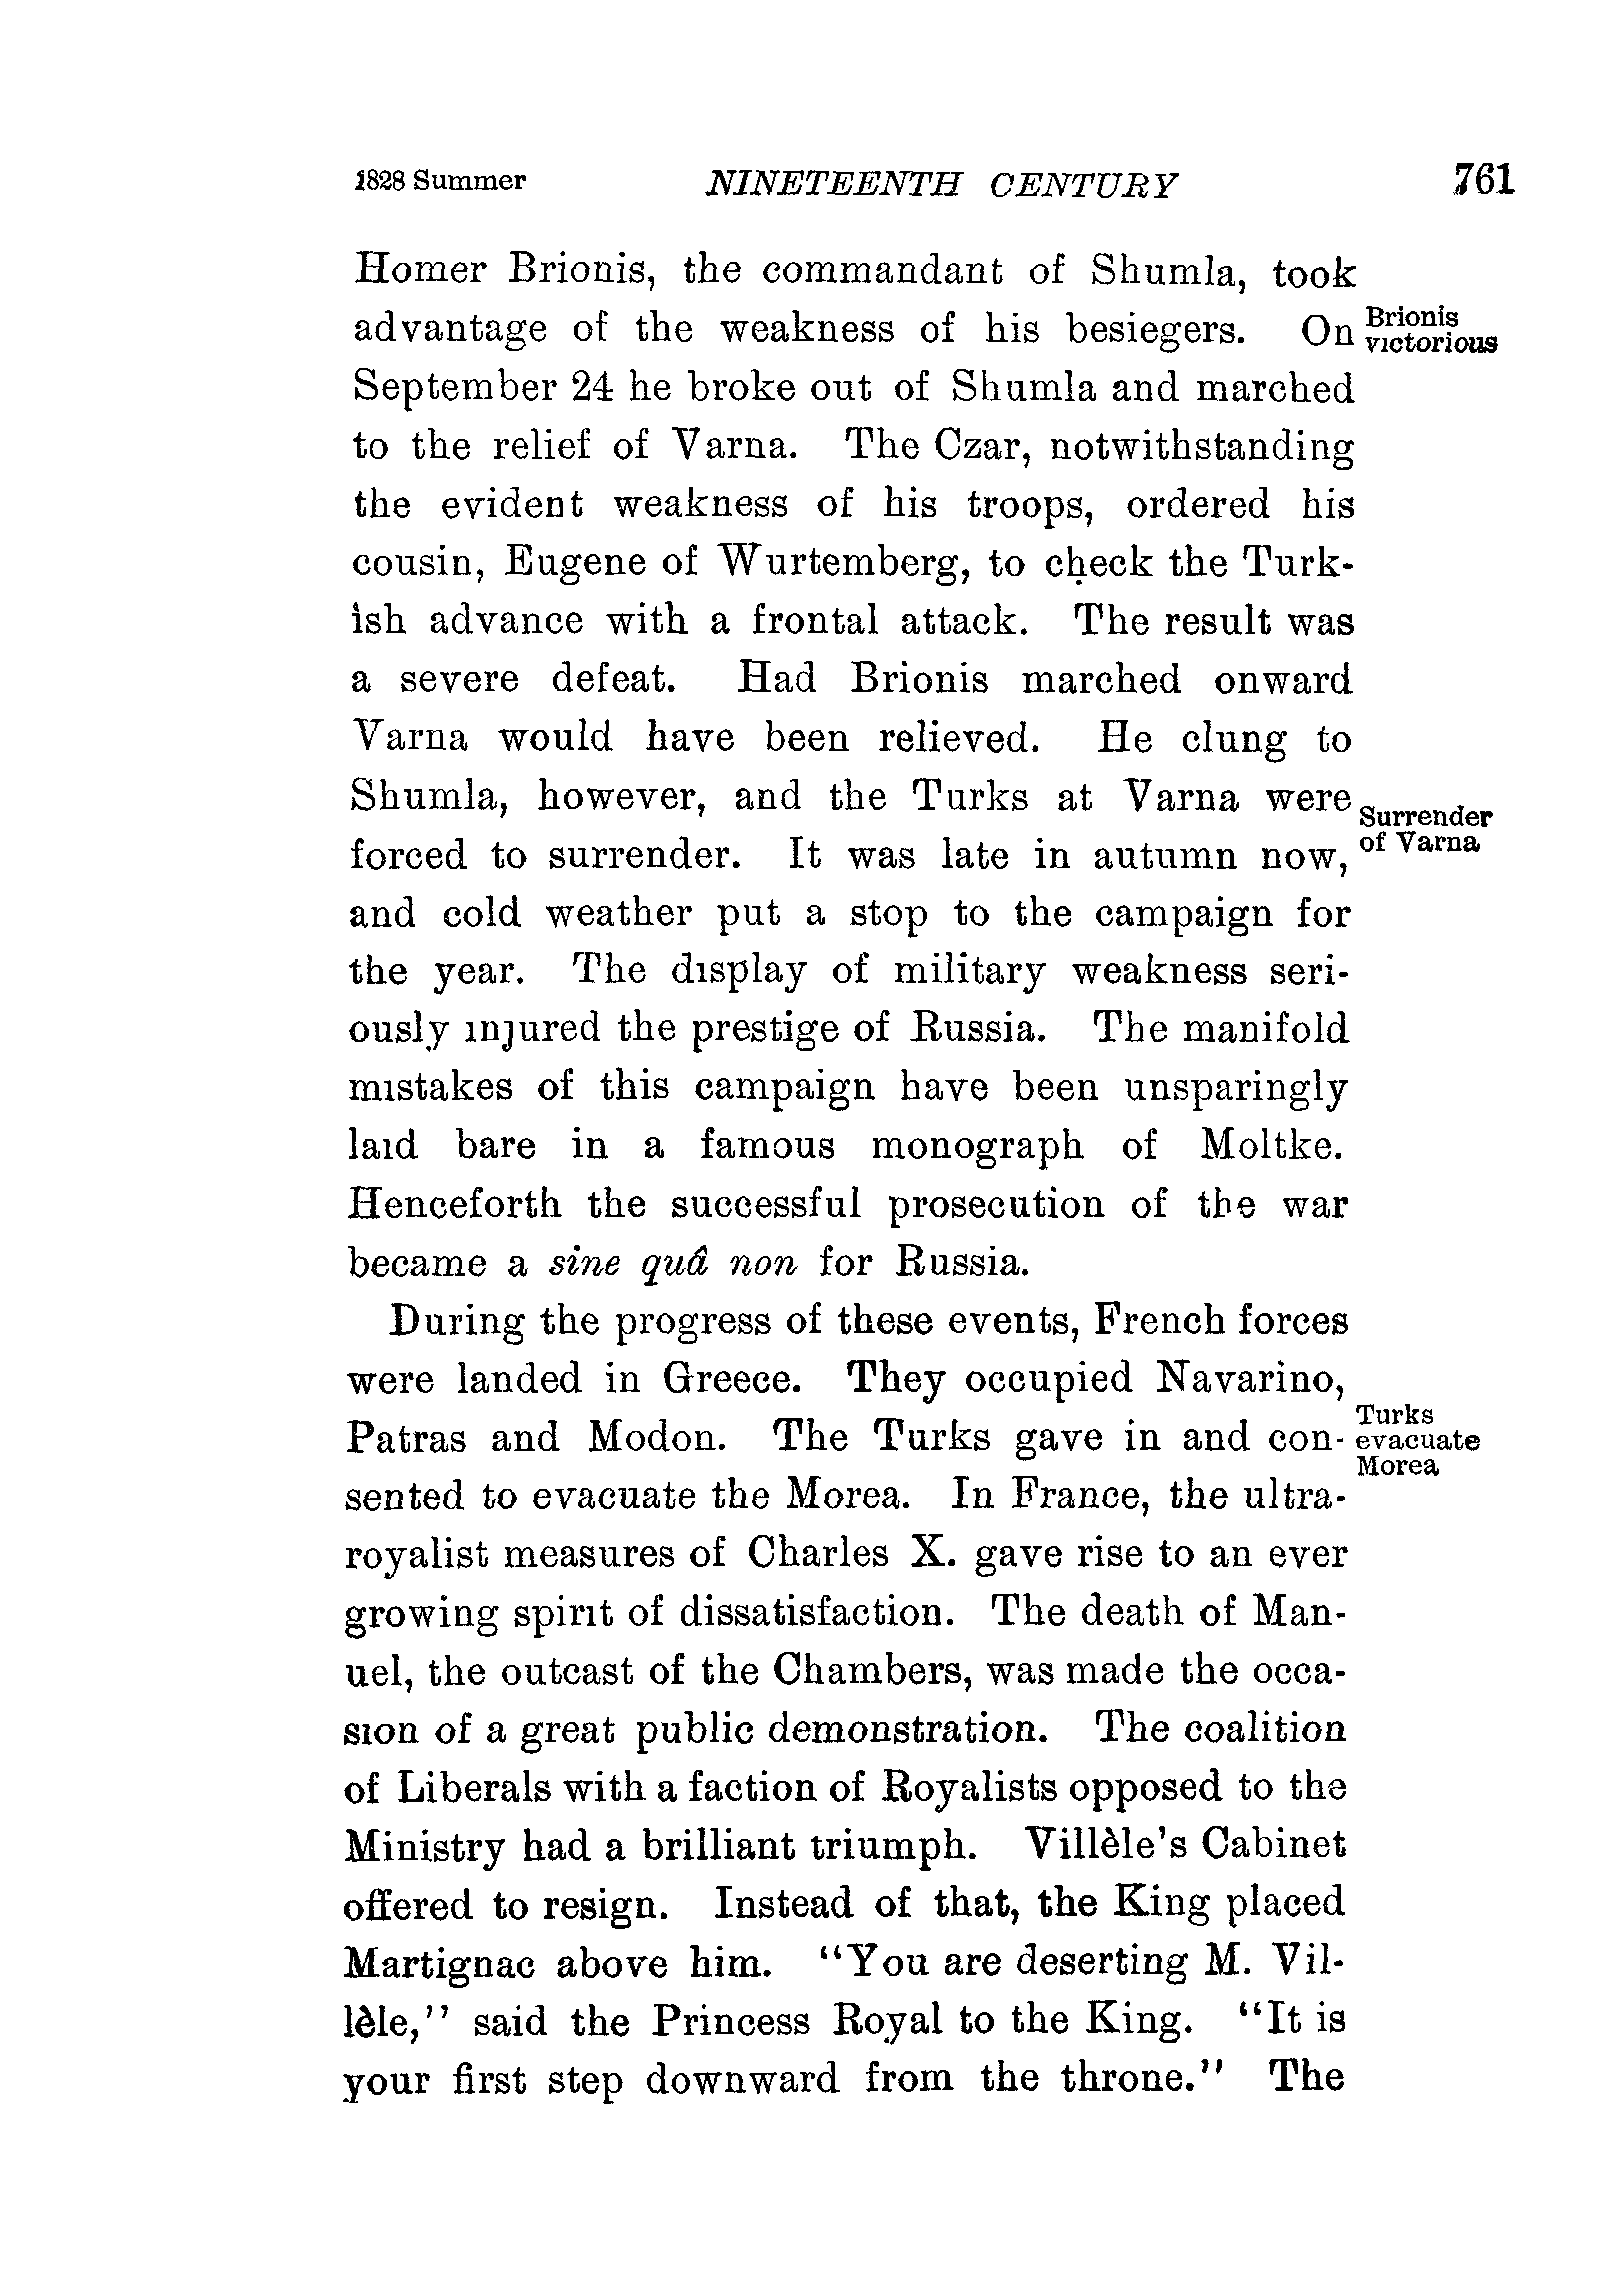 1828 Summer NINETEENTH CENTURY 761
Homer Brionis, the commandant of Shumla, took
advantage of the weakness of his besiegers. On
Brionis
victorious
September 24 he broke out of Shumla and marched
to the relief of Varna. The Czar, notwithstanding
the evident weakness of his troops, ordered his
cousin, Eugene of Wurtemberg, to check the Turk-
ish advance with a frontal attack. The result was
a severe defeat. Had Brionis marched onward
Varna would have been relieved. He clung to
Shumla, however, and the Turks at Varna were
Surrender
of Varna
forced to surrender. It was late in autumn now,
and cold weather put a stop to the campaign for
the year. The display of military weakness seri-
ously injured the prestige of Russia. The manifold
mistakes of this campaign have been unsparingly
laid bare in a famous monograph of Moltke.
Henceforth the successful prosecution of the war
became a sine quâ non for Russia.
During the progress of these events, French forces
were landed in Greece. They occupied Navarino,
Patras and Modon. The Turks gave in and con-
Turks
evacuate
Morea
sented to evacuate the Morea. In France, the ultra-
royalist measures of Charles X. gave rise to an ever
growing spirit of dissatisfaction. The death of Man-
uel, the outcast of the Chambers, was made the occa-
sion of a great public demonstration. The coalition
of Liberals with a faction of Royalists opposed to the
Ministry had a brilliant triumph. Villèle's Cabinet
offered to resign. Instead of that, the King placed
Martignac above him. "You are deserting M. Vil-
lèle," said the Princess Royal to the King. "It is
your first step downward from the throne." The